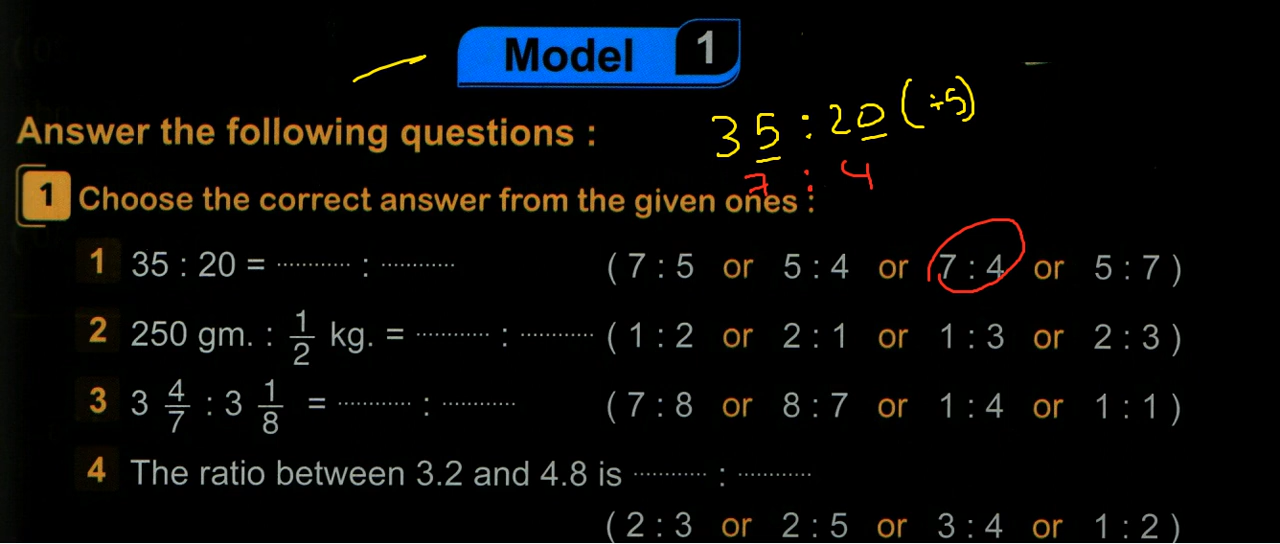 Model 1
35 : 20 (÷5)
Answer the following questions :
7 : 4
1 Choose the correct answer from the given ones :
1 35 : 20 = ............ : ............ ( 7 : 5 or 5 : 4 or 7 : 4 or 5 : 7 )
2 250 gm. : 1/2 kg. = ............ : ............ ( 1 : 2 or 2 : 1 or 1 : 3 or 2 : 3 )
3 3 4/7 : 3 1/8 = ............ : ............ ( 7 : 8 or 8 : 7 or 1 : 4 or 1 : 1 )
4 The ratio between 3.2 and 4.8 is ............ : ............
( 2 : 3 or 2 : 5 or 3 : 4 or 1 : 2 )